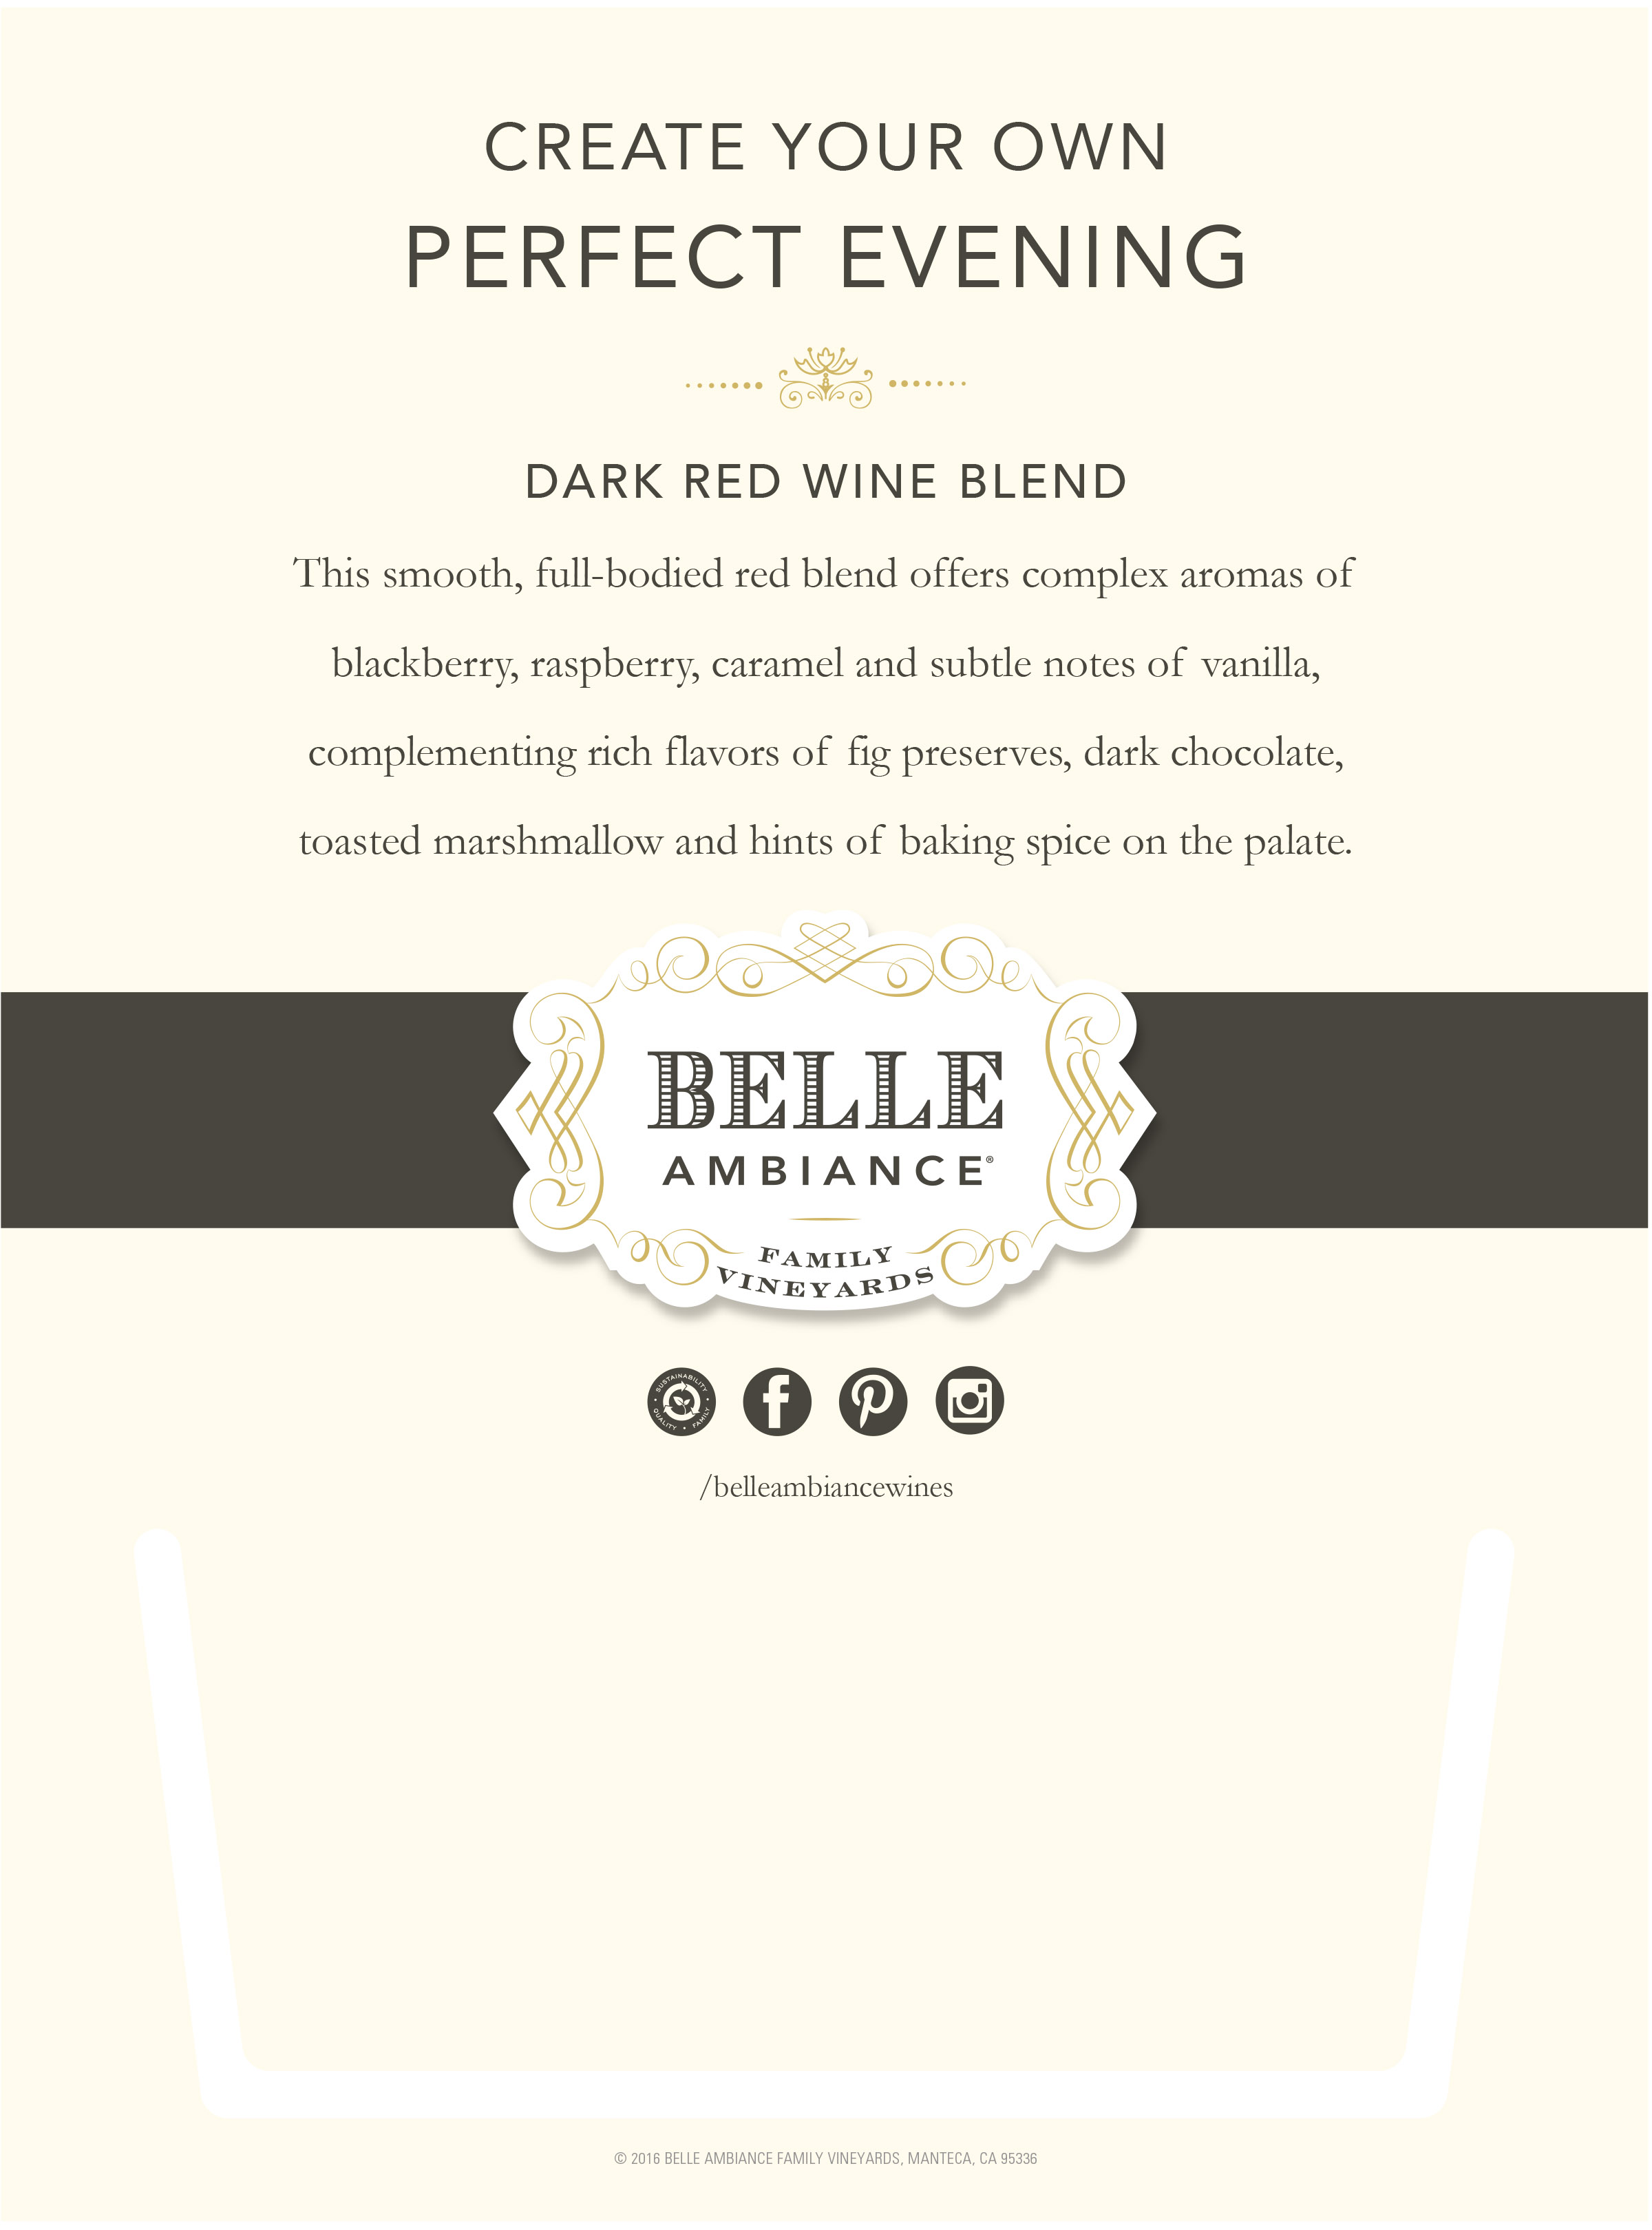 CREATE YOUR OWN
PERFECT EVENING
DARK RED WINE BLEND
This smooth, full-bodied red blend offers complex aromas of
blackberry, raspberry, caramel and subtle notes of vanilla,
complementing rich flavors of fig preserves, dark chocolate,
toasted marshmallow and hints of baking spice on the palate.
BELLE
AMBIANCE®
FAMILY
VINEYARDS
SUSTAINABILITY • FAMILY • QUALITY •
/belleambiancewines
© 2016 BELLE AMBIANCE FAMILY VINEYARDS, MANTECA, CA 95336